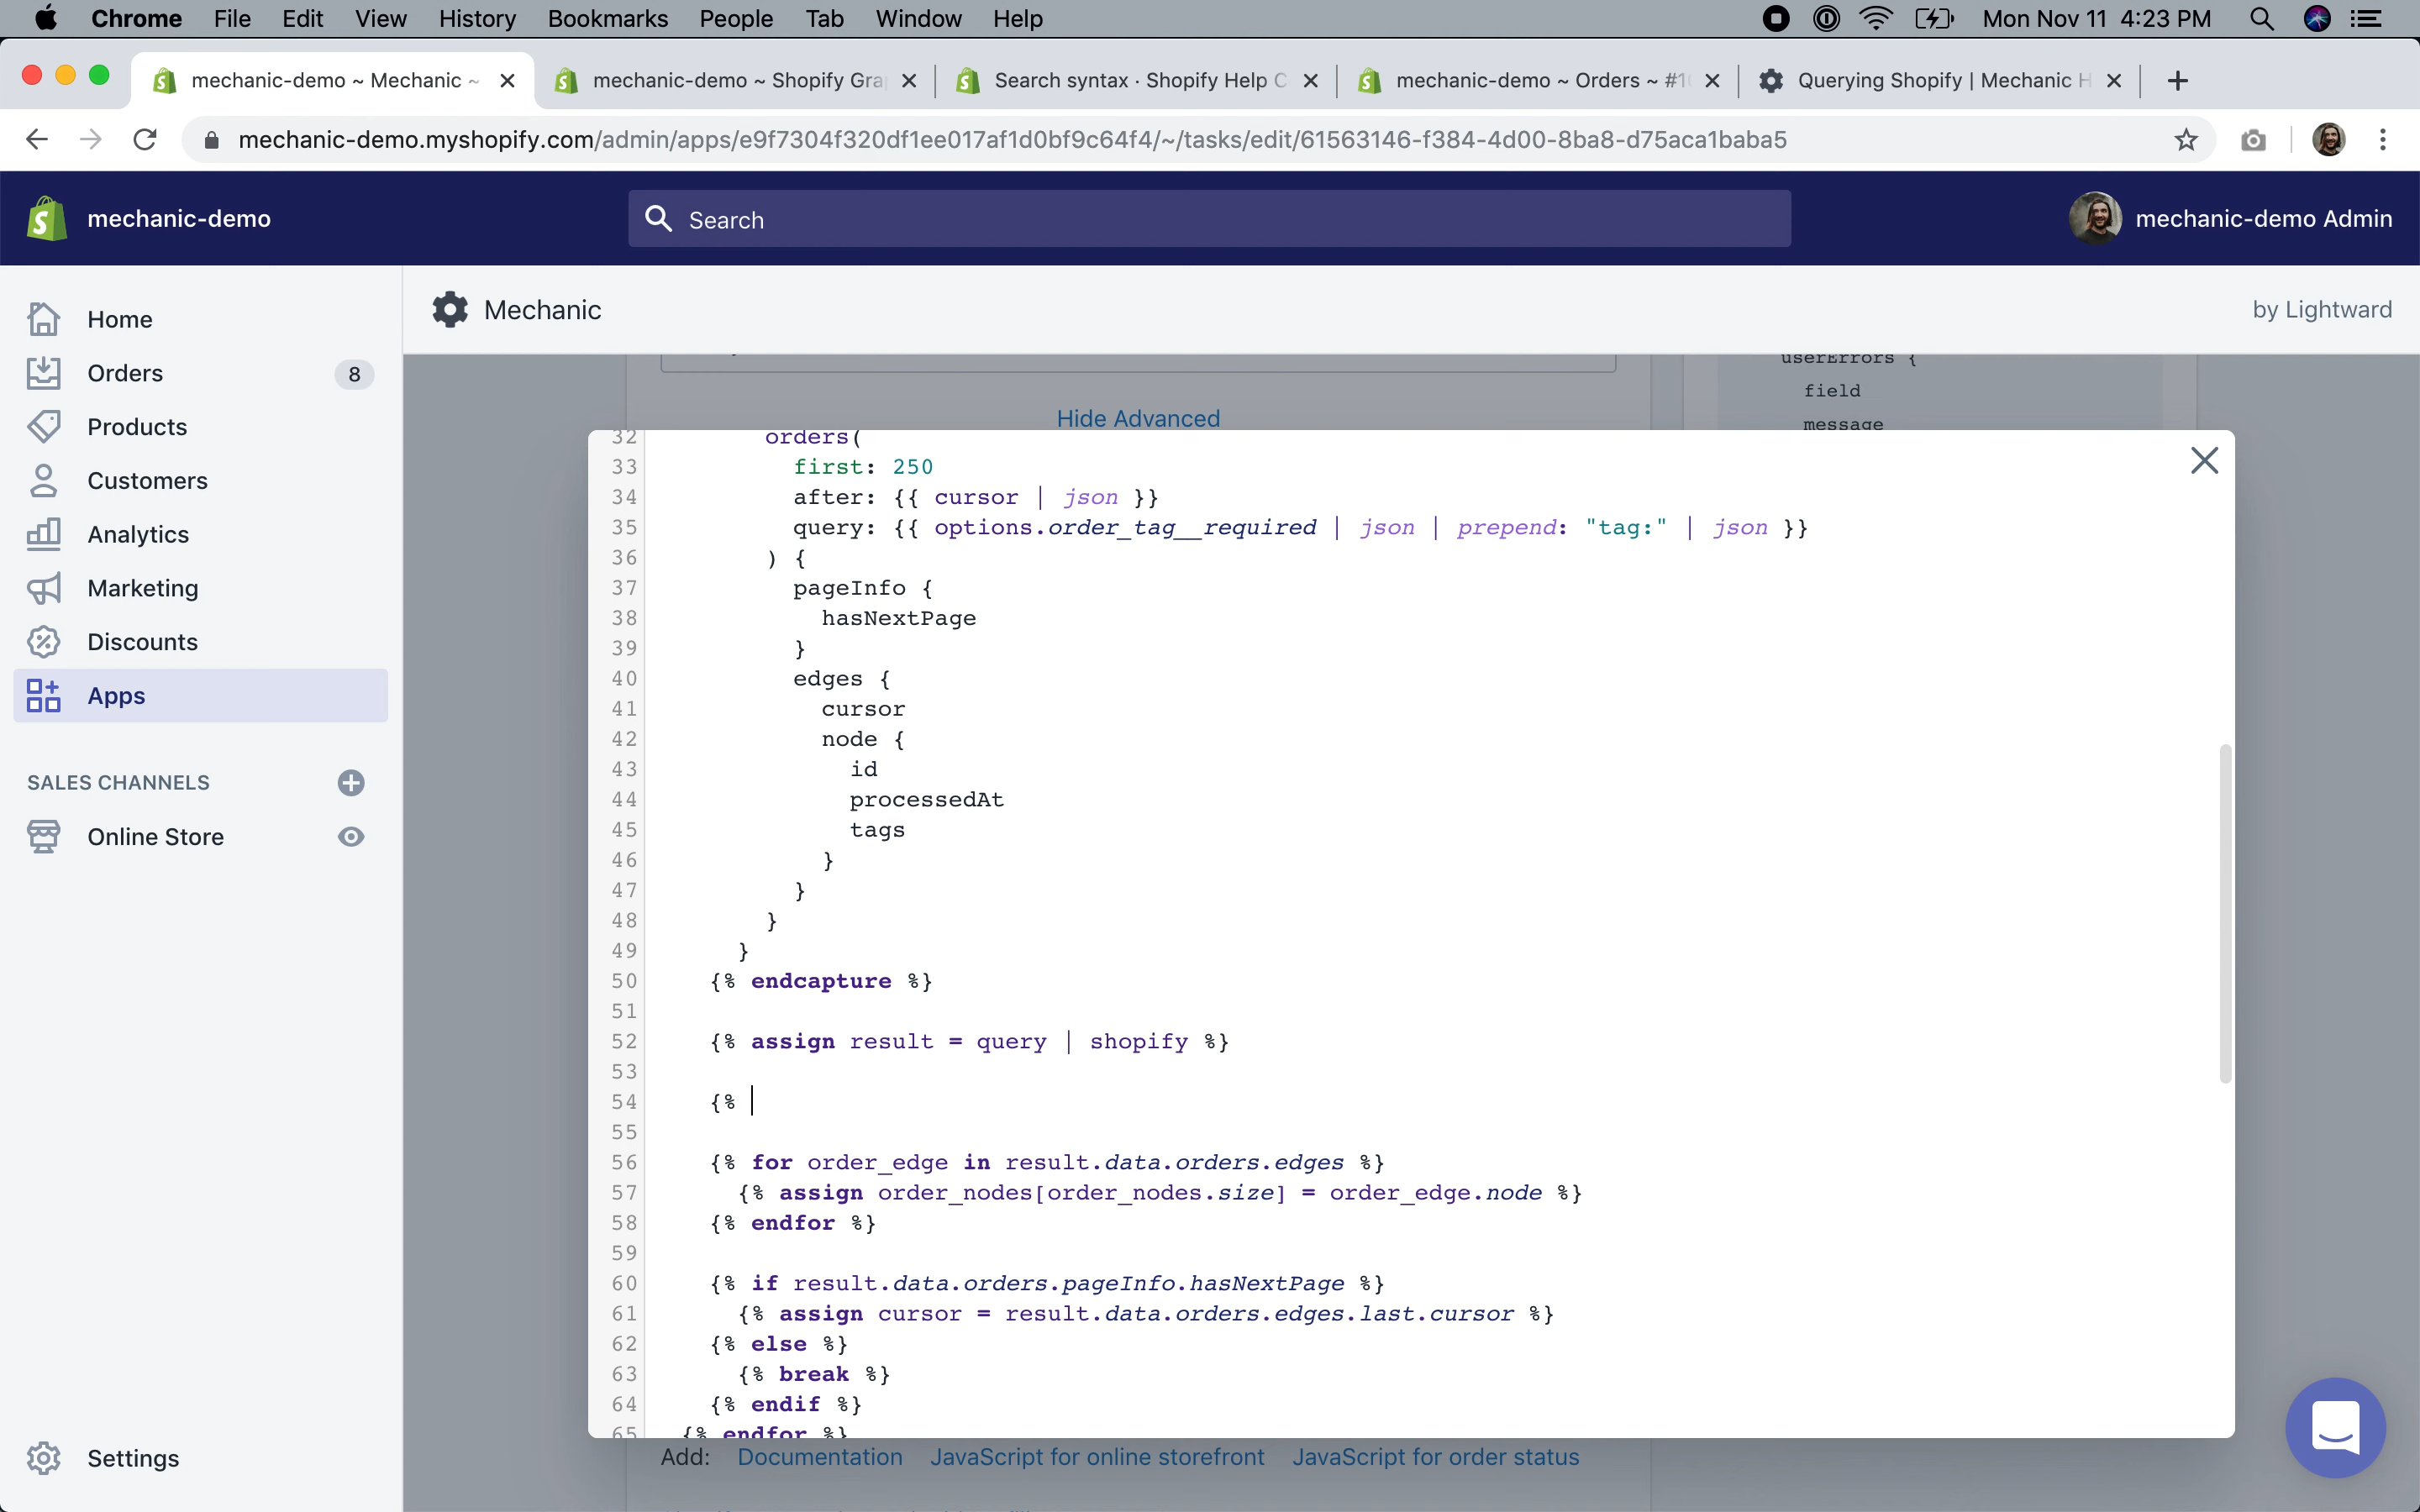 Chrome File Edit View History Bookmarks People Tab Window Help Mon Nov 11 4:23 PM
mechanic-demo ~ Mechanic ~
mechanic-demo ~ Shopify Gra
Search syntax · Shopify Help C
mechanic-demo ~ Orders ~ #1
Querying Shopify | Mechanic H
mechanic-demo.myshopify.com/admin/apps/e9f7304f320df1ee017af1d0bf9c64f4/~/tasks/edit/61563146-f384-4d00-8ba8-d75aca1baba5
mechanic-demo
Search
mechanic-demo Admin
Mechanic
by Lightward
Home
Orders 8
Products
Customers
Analytics
Marketing
Discounts
Apps
SALES CHANNELS
Online Store
Settings
userErrors {
field
message
Hide Advanced
32 orders(
33 first: 250
34 after: {{ cursor | json }}
35 query: {{ options.order_tag__required | json | prepend: "tag:" | json }}
36 ) {
37 pageInfo {
38 hasNextPage
39 }
40 edges {
41 cursor
42 node {
43 id
44 processedAt
45 tags
46 }
47 }
48 }
49 }
50 {% endcapture %}
51
52 {% assign result = query | shopify %}
53
54 {%
55
56 {% for order_edge in result.data.orders.edges %}
57 {% assign order_nodes[order_nodes.size] = order_edge.node %}
58 {% endfor %}
59
60 {% if result.data.orders.pageInfo.hasNextPage %}
61 {% assign cursor = result.data.orders.edges.last.cursor %}
62 {% else %}
63 {% break %}
64 {% endif %}
65 {% endfor %}
Add: Documentation JavaScript for online storefront JavaScript for order status